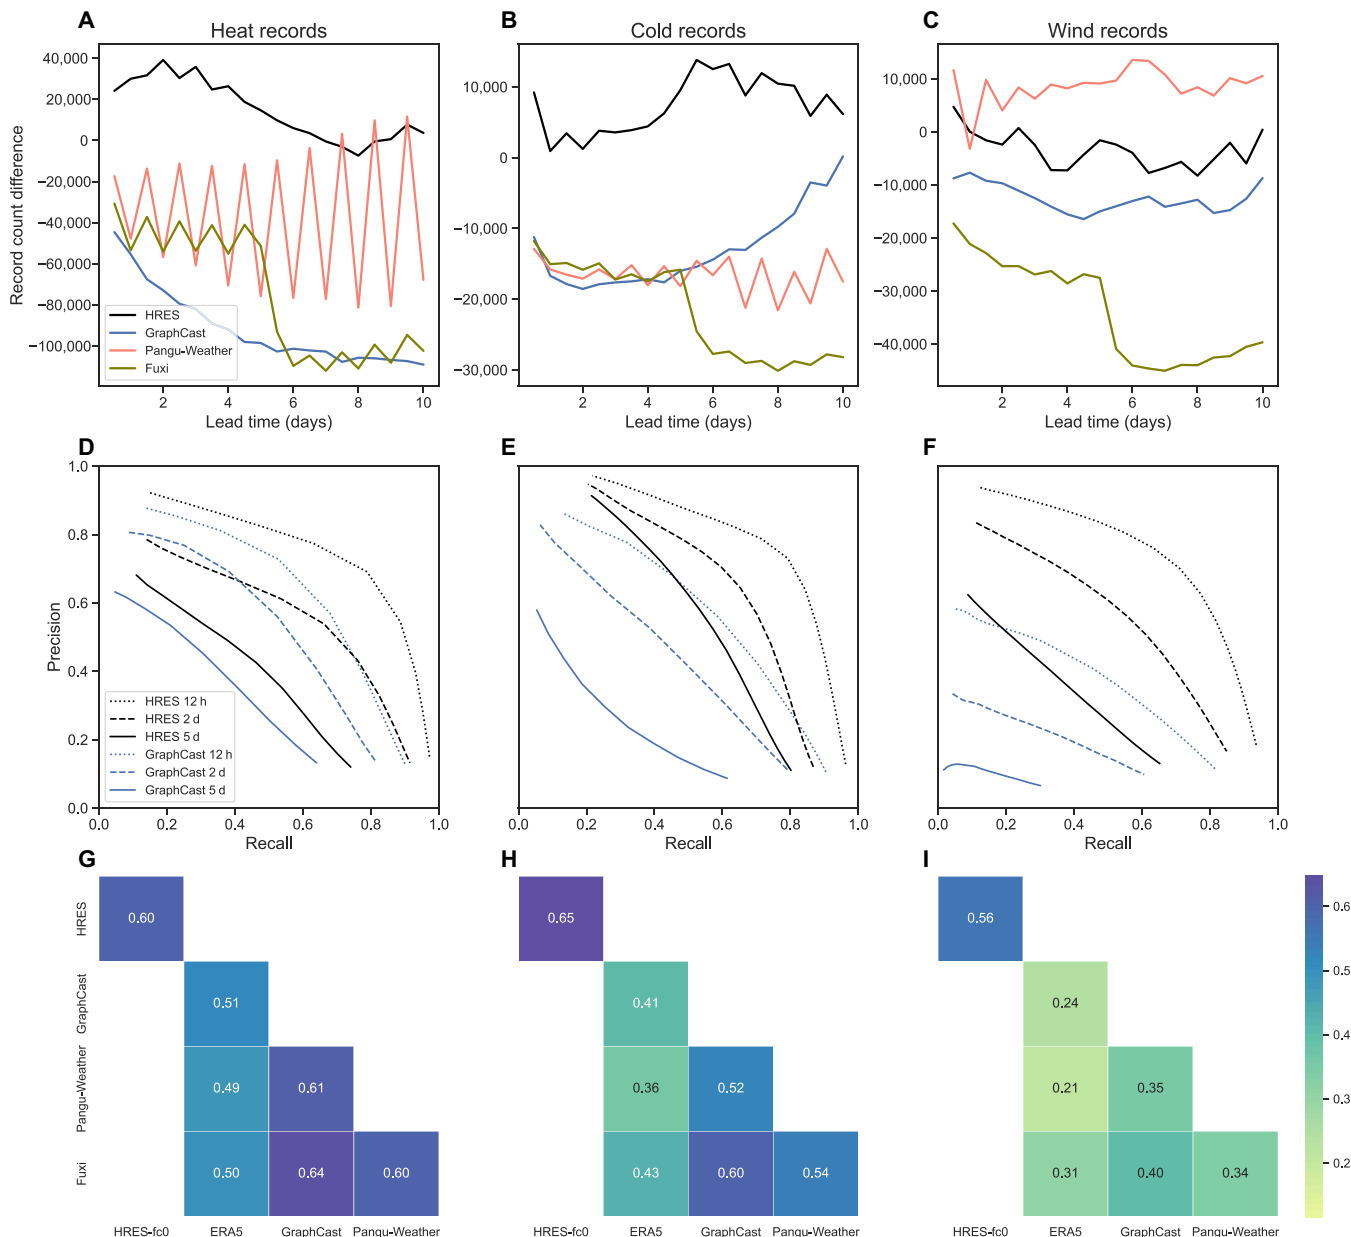 A
Heat records
B
Cold records
C
Wind records
Record count difference
40,000
20,000
0
−20,000
−40,000
−60,000
−80,000
−100,000
HRES
GraphCast
Pangu-Weather
Fuxi
2 4 6 8 10
Lead time (days)
10,000
0
−10,000
−20,000
−30,000
2 4 6 8 10
Lead time (days)
10,000
0
−10,000
−20,000
−30,000
−40,000
2 4 6 8 10
Lead time (days)
D
E
F
Precision
1.0
0.8
0.6
0.4
0.2
0.0
HRES 12 h
HRES 2 d
HRES 5 d
GraphCast 12 h
GraphCast 2 d
GraphCast 5 d
0.0 0.2 0.4 0.6 0.8 1.0
Recall
0.0 0.2 0.4 0.6 0.8 1.0
Recall
0.0 0.2 0.4 0.6 0.8 1.0
Recall
G
H
I
HRES
GraphCast
Pangu-Weather
Fuxi
0.60
0.51
0.49 0.61
0.50 0.64 0.60
HRES-fc0 ERA5 GraphCast Pangu-Weather
0.65
0.41
0.36 0.52
0.43 0.60 0.54
HRES-fc0 ERA5 GraphCast Pangu-Weather
0.56
0.24
0.21 0.35
0.31 0.40 0.34
HRES-fc0 ERA5 GraphCast Pangu-Weather
0.6
0.5
0.4
0.3
0.2